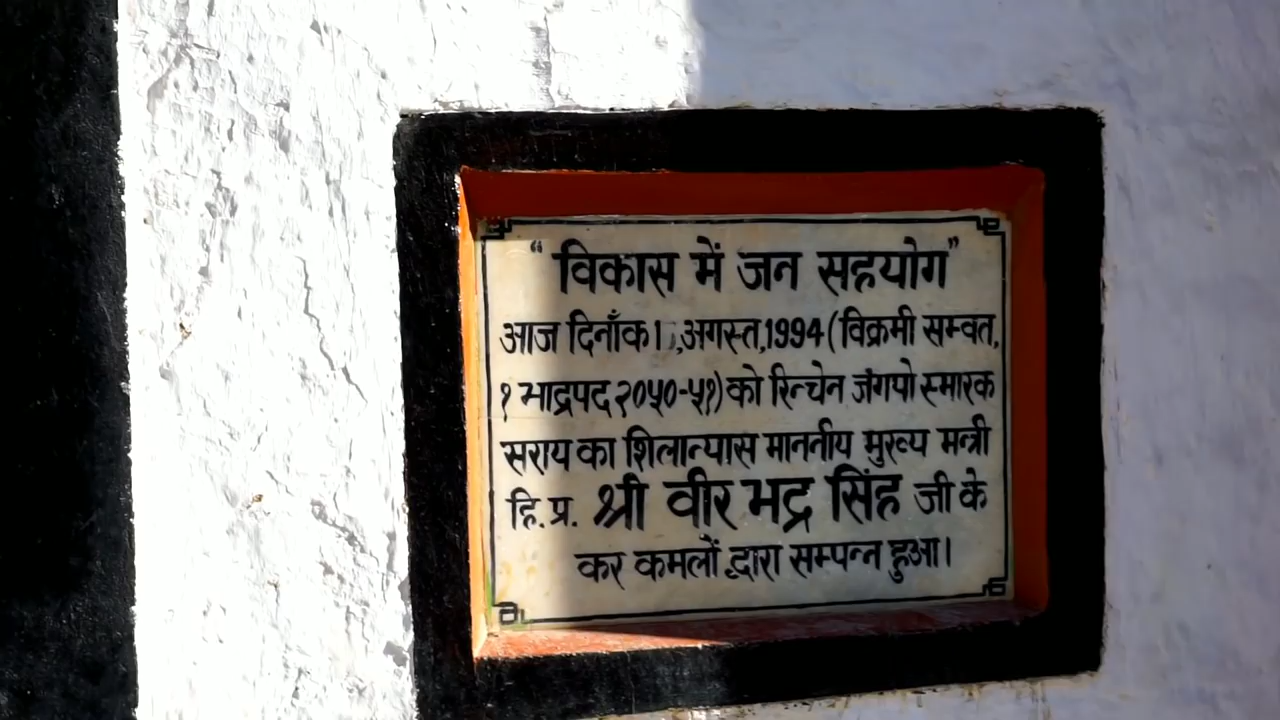 “विकास में जन सहयोग”
आज दिनाँक । ,अगस्त,1994 (विक्रमी सम्वत,
१ भाद्रपद २०५०-५१) को रिन्चेन जंगपो स्मारक
सराय का शिलान्यास माननीय मुख्य मन्त्री
हि.प्र. श्री वीरभद्र सिंह जी के
कर कमलों द्वारा सम्पन्न हुआ।